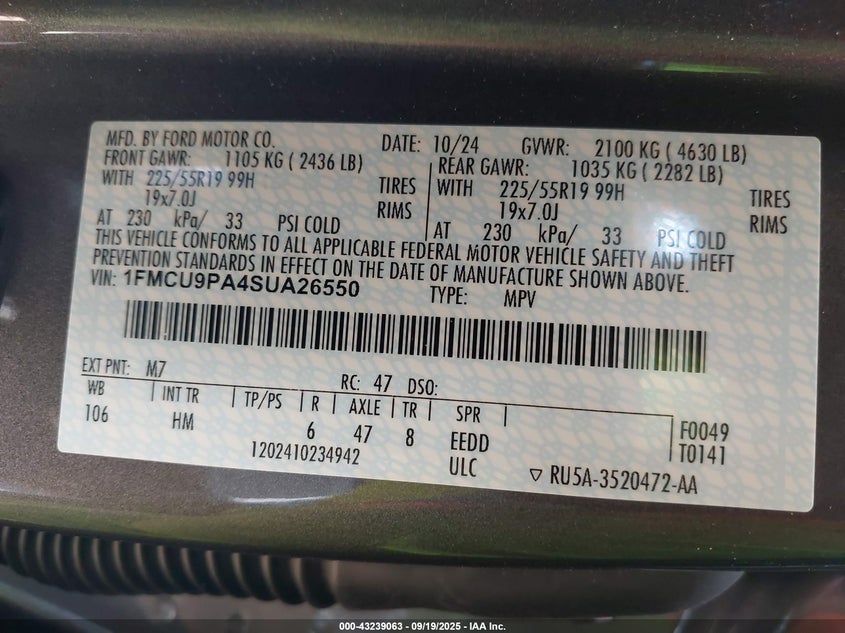 MFD. BY FORD MOTOR CO. DATE: 10/24 GVWR: 2100 KG ( 4630 LB)
FRONT GAWR: 1105 KG ( 2436 LB) REAR GAWR: 1035 KG ( 2282 LB)
WITH 225/55R19 99H TIRES WITH 225/55R19 99H TIRES
19x7.0J RIMS 19x7.0J RIMS
AT 230 kPa/ 33 PSI COLD AT 230 kPa/ 33 PSI COLD
THIS VEHICLE CONFORMS TO ALL APPLICABLE FEDERAL MOTOR VEHICLE SAFETY AND THEFT
PREVENTION STANDARDS IN EFFECT ON THE DATE OF MANUFACTURE SHOWN ABOVE.
VIN: 1FMCU9PA4SUA26550 TYPE: MPV
EXT PNT: M7 RC: 47 DSO:
WB INT TR TP/PS R AXLE TR SPR
106 HM 6 47 8 EEDD F0049
1202410234942 ULC T0141
RU5A-3520472-AA
000-43239063 - 09/19/2025 - IAA Inc.